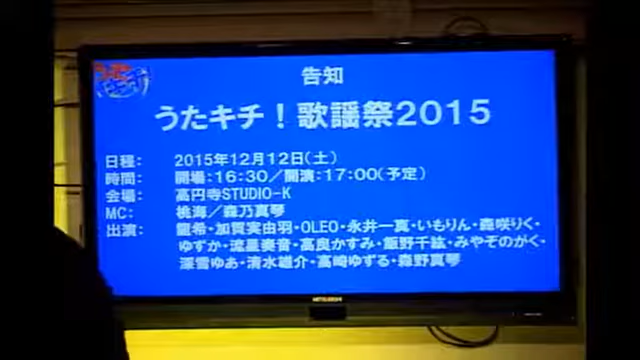 告知
うたキチ！歌謡祭2015
日程： 2015年12月12日（土）
時間： 開場：16：30／開演：17：00（予定）
会場： 高円寺STUDIO-K
MC： 桃海／森乃真琴
出演： 龍希・加賀実由羽・OLEO・永井一真・いもりん・森咲りく・
ゆずか・流星奏音・高良かすみ・飯野千紘・みやぞのがく・
深雪ゆあ・清水雄介・高崎ゆずる・森野真琴
MITSUBISHI